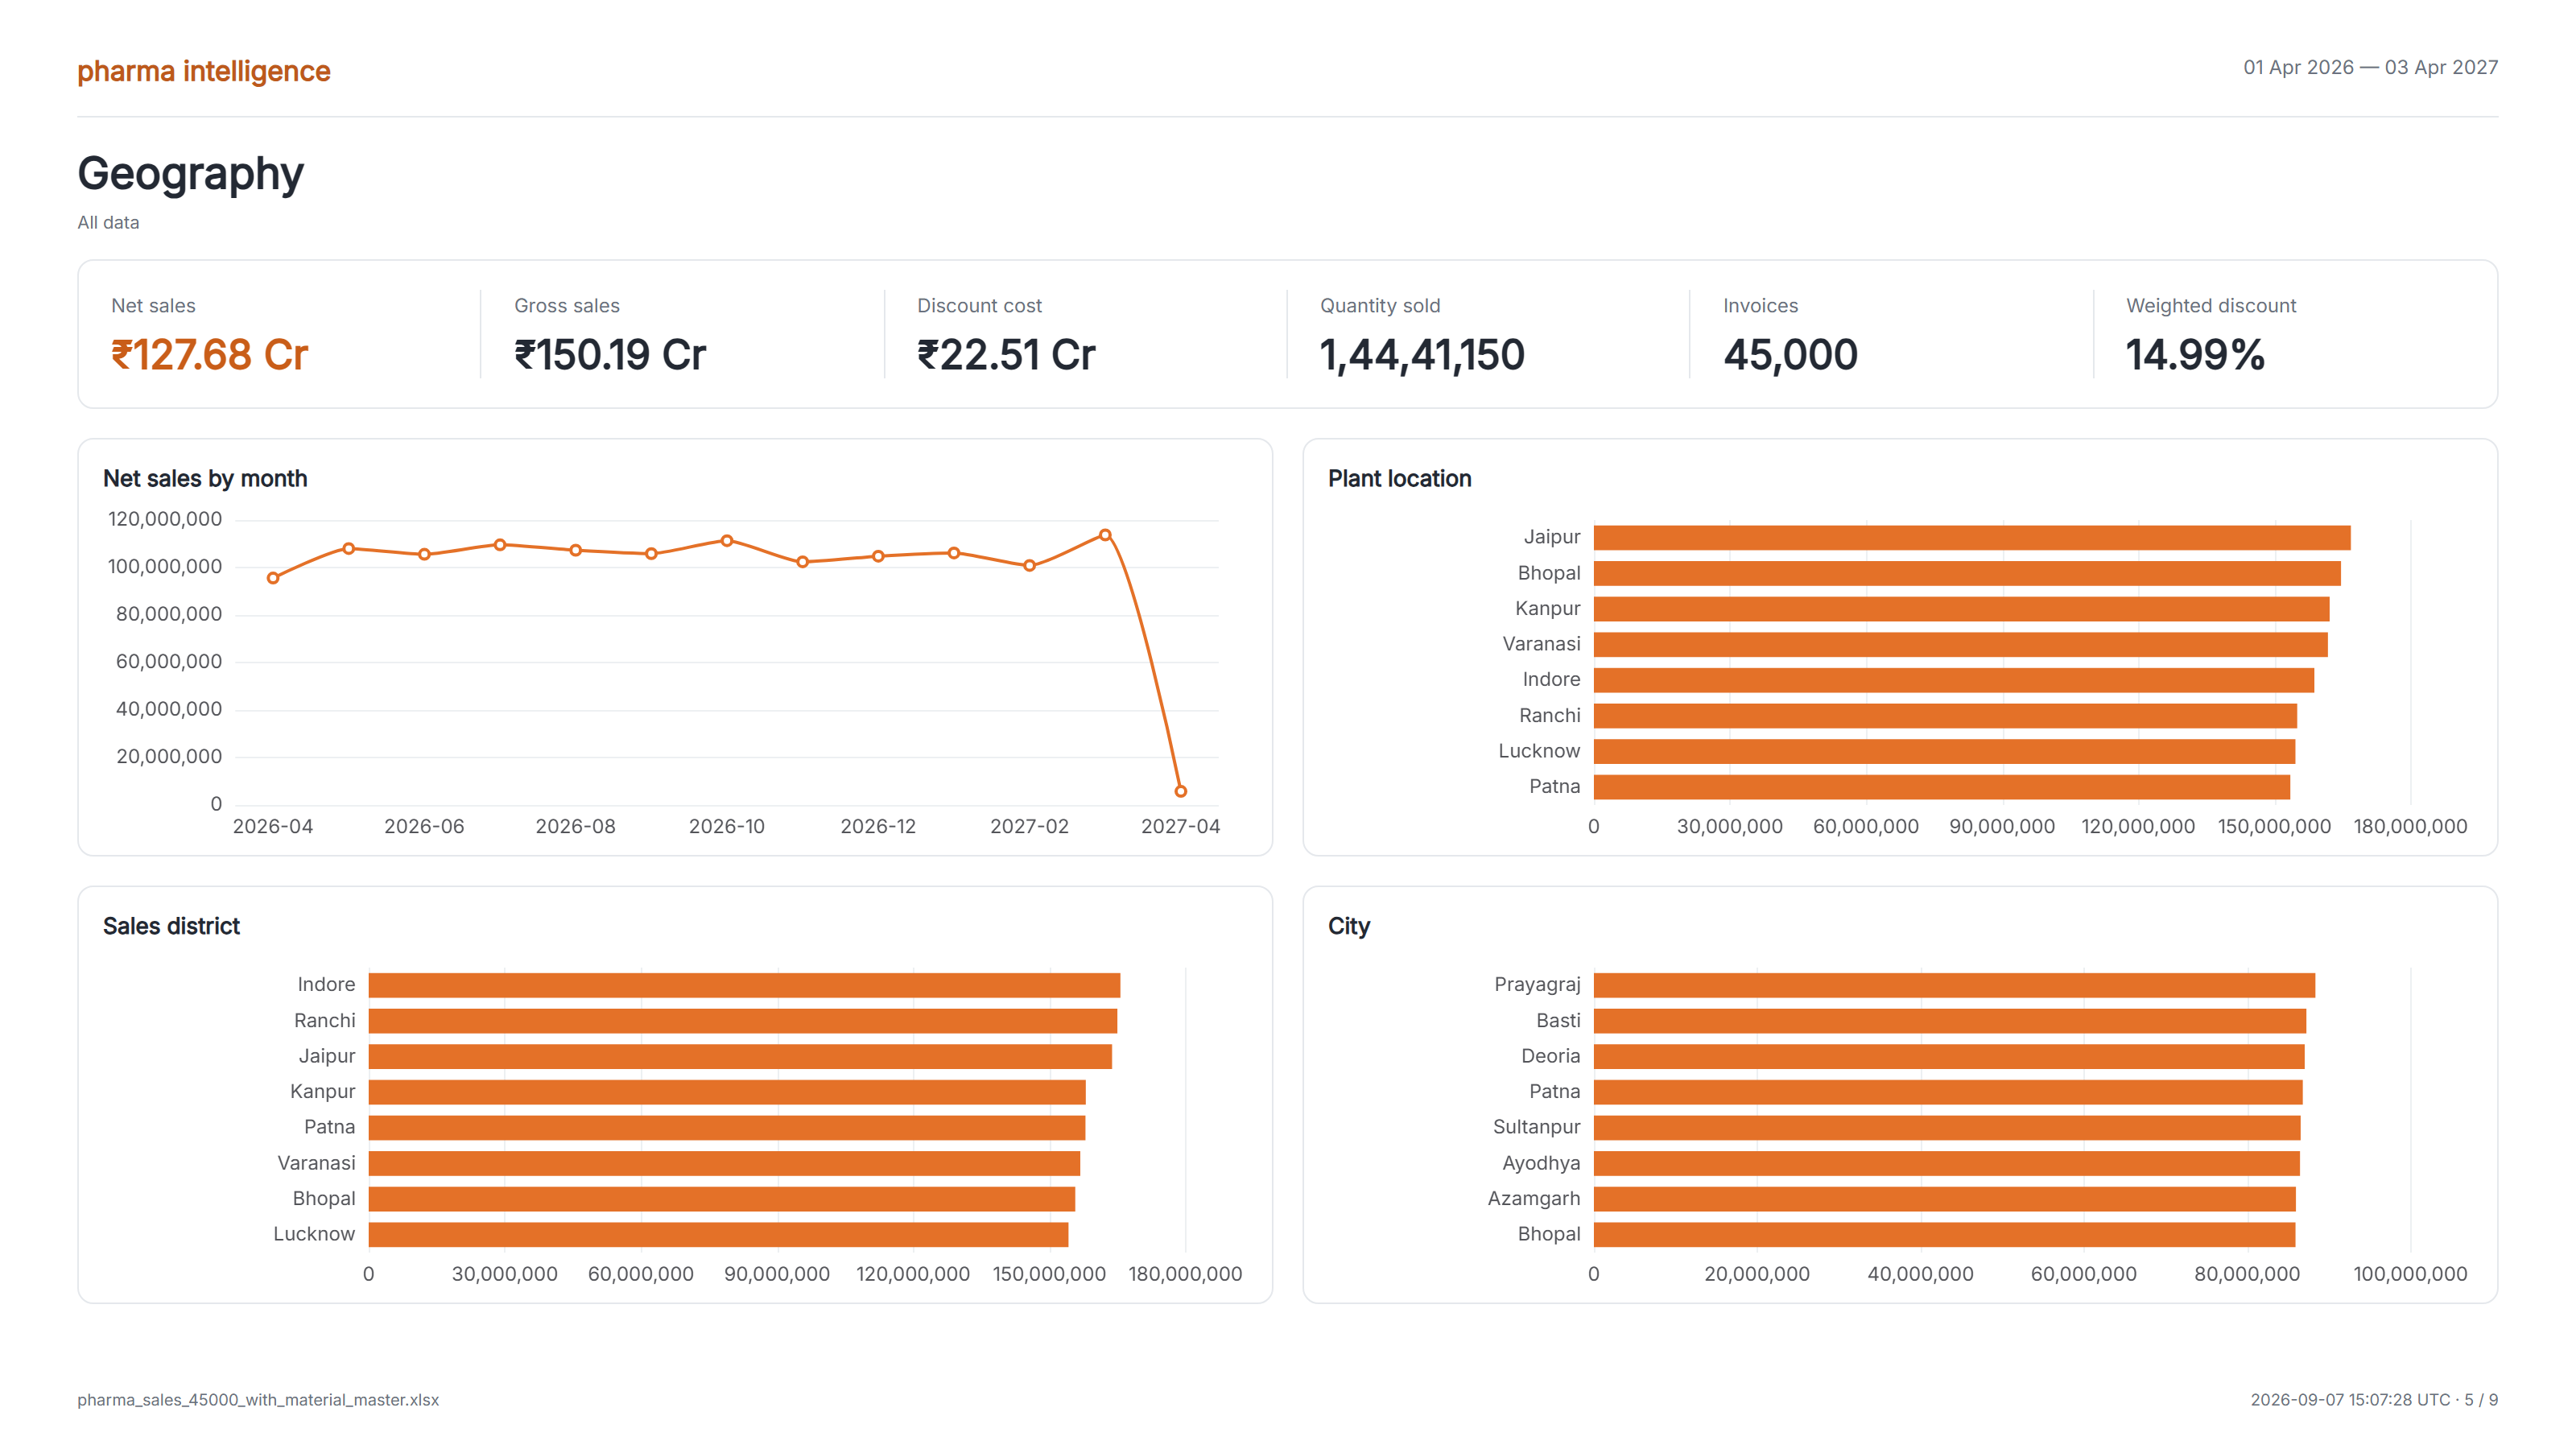 pharma intelligence
01 Apr 2026 — 03 Apr 2027
Geography
All data
Net sales
₹127.68 Cr
Gross sales
₹150.19 Cr
Discount cost
₹22.51 Cr
Quantity sold
1,44,41,150
Invoices
45,000
Weighted discount
14.99%
Net sales by month
120,000,000
100,000,000
80,000,000
60,000,000
40,000,000
20,000,000
0
2026-04 2026-06 2026-08 2026-10 2026-12 2027-02 2027-04
Plant location
Jaipur
Bhopal
Kanpur
Varanasi
Indore
Ranchi
Lucknow
Patna
0 30,000,000 60,000,000 90,000,000 120,000,000 150,000,000 180,000,000
Sales district
Indore
Ranchi
Jaipur
Kanpur
Patna
Varanasi
Bhopal
Lucknow
0 30,000,000 60,000,000 90,000,000 120,000,000 150,000,000 180,000,000
City
Prayagraj
Basti
Deoria
Patna
Sultanpur
Ayodhya
Azamgarh
Bhopal
0 20,000,000 40,000,000 60,000,000 80,000,000 100,000,000
pharma_sales_45000_with_material_master.xlsx
2026-09-07 15:07:28 UTC · 5 / 9